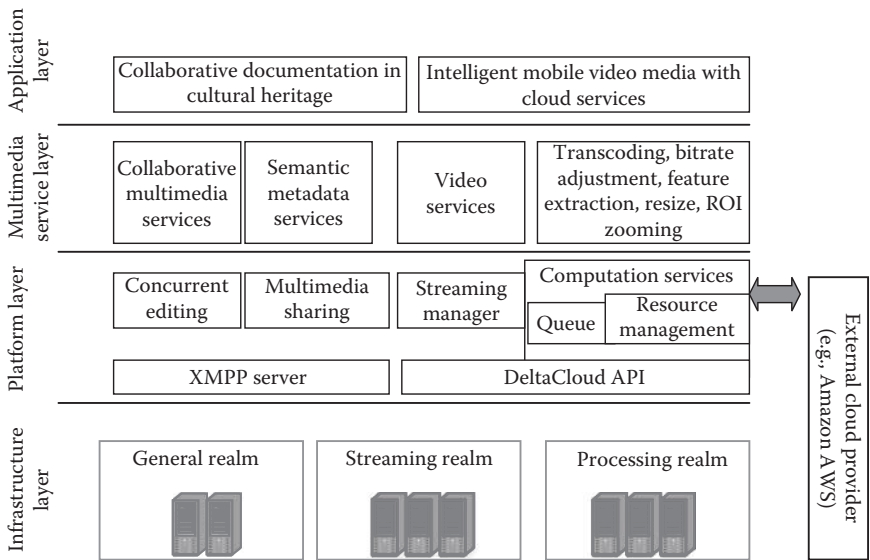 Application
layer
Collaborative documentation in
cultural heritage
Intelligent mobile video media with
cloud services
Multimedia
service layer
Collaborative
multimedia
services
Semantic
metadata
services
Video
services
Transcoding, bitrate
adjustment, feature
extraction, resize, ROI
zooming
Platform layer
Concurrent
editing
Multimedia
sharing
Streaming
manager
Computation services
Queue
Resource
management
XMPP server
DeltaCloud API
External cloud provider
(e.g., Amazon AWS)
Infrastructure
layer
General realm
Streaming realm
Processing realm